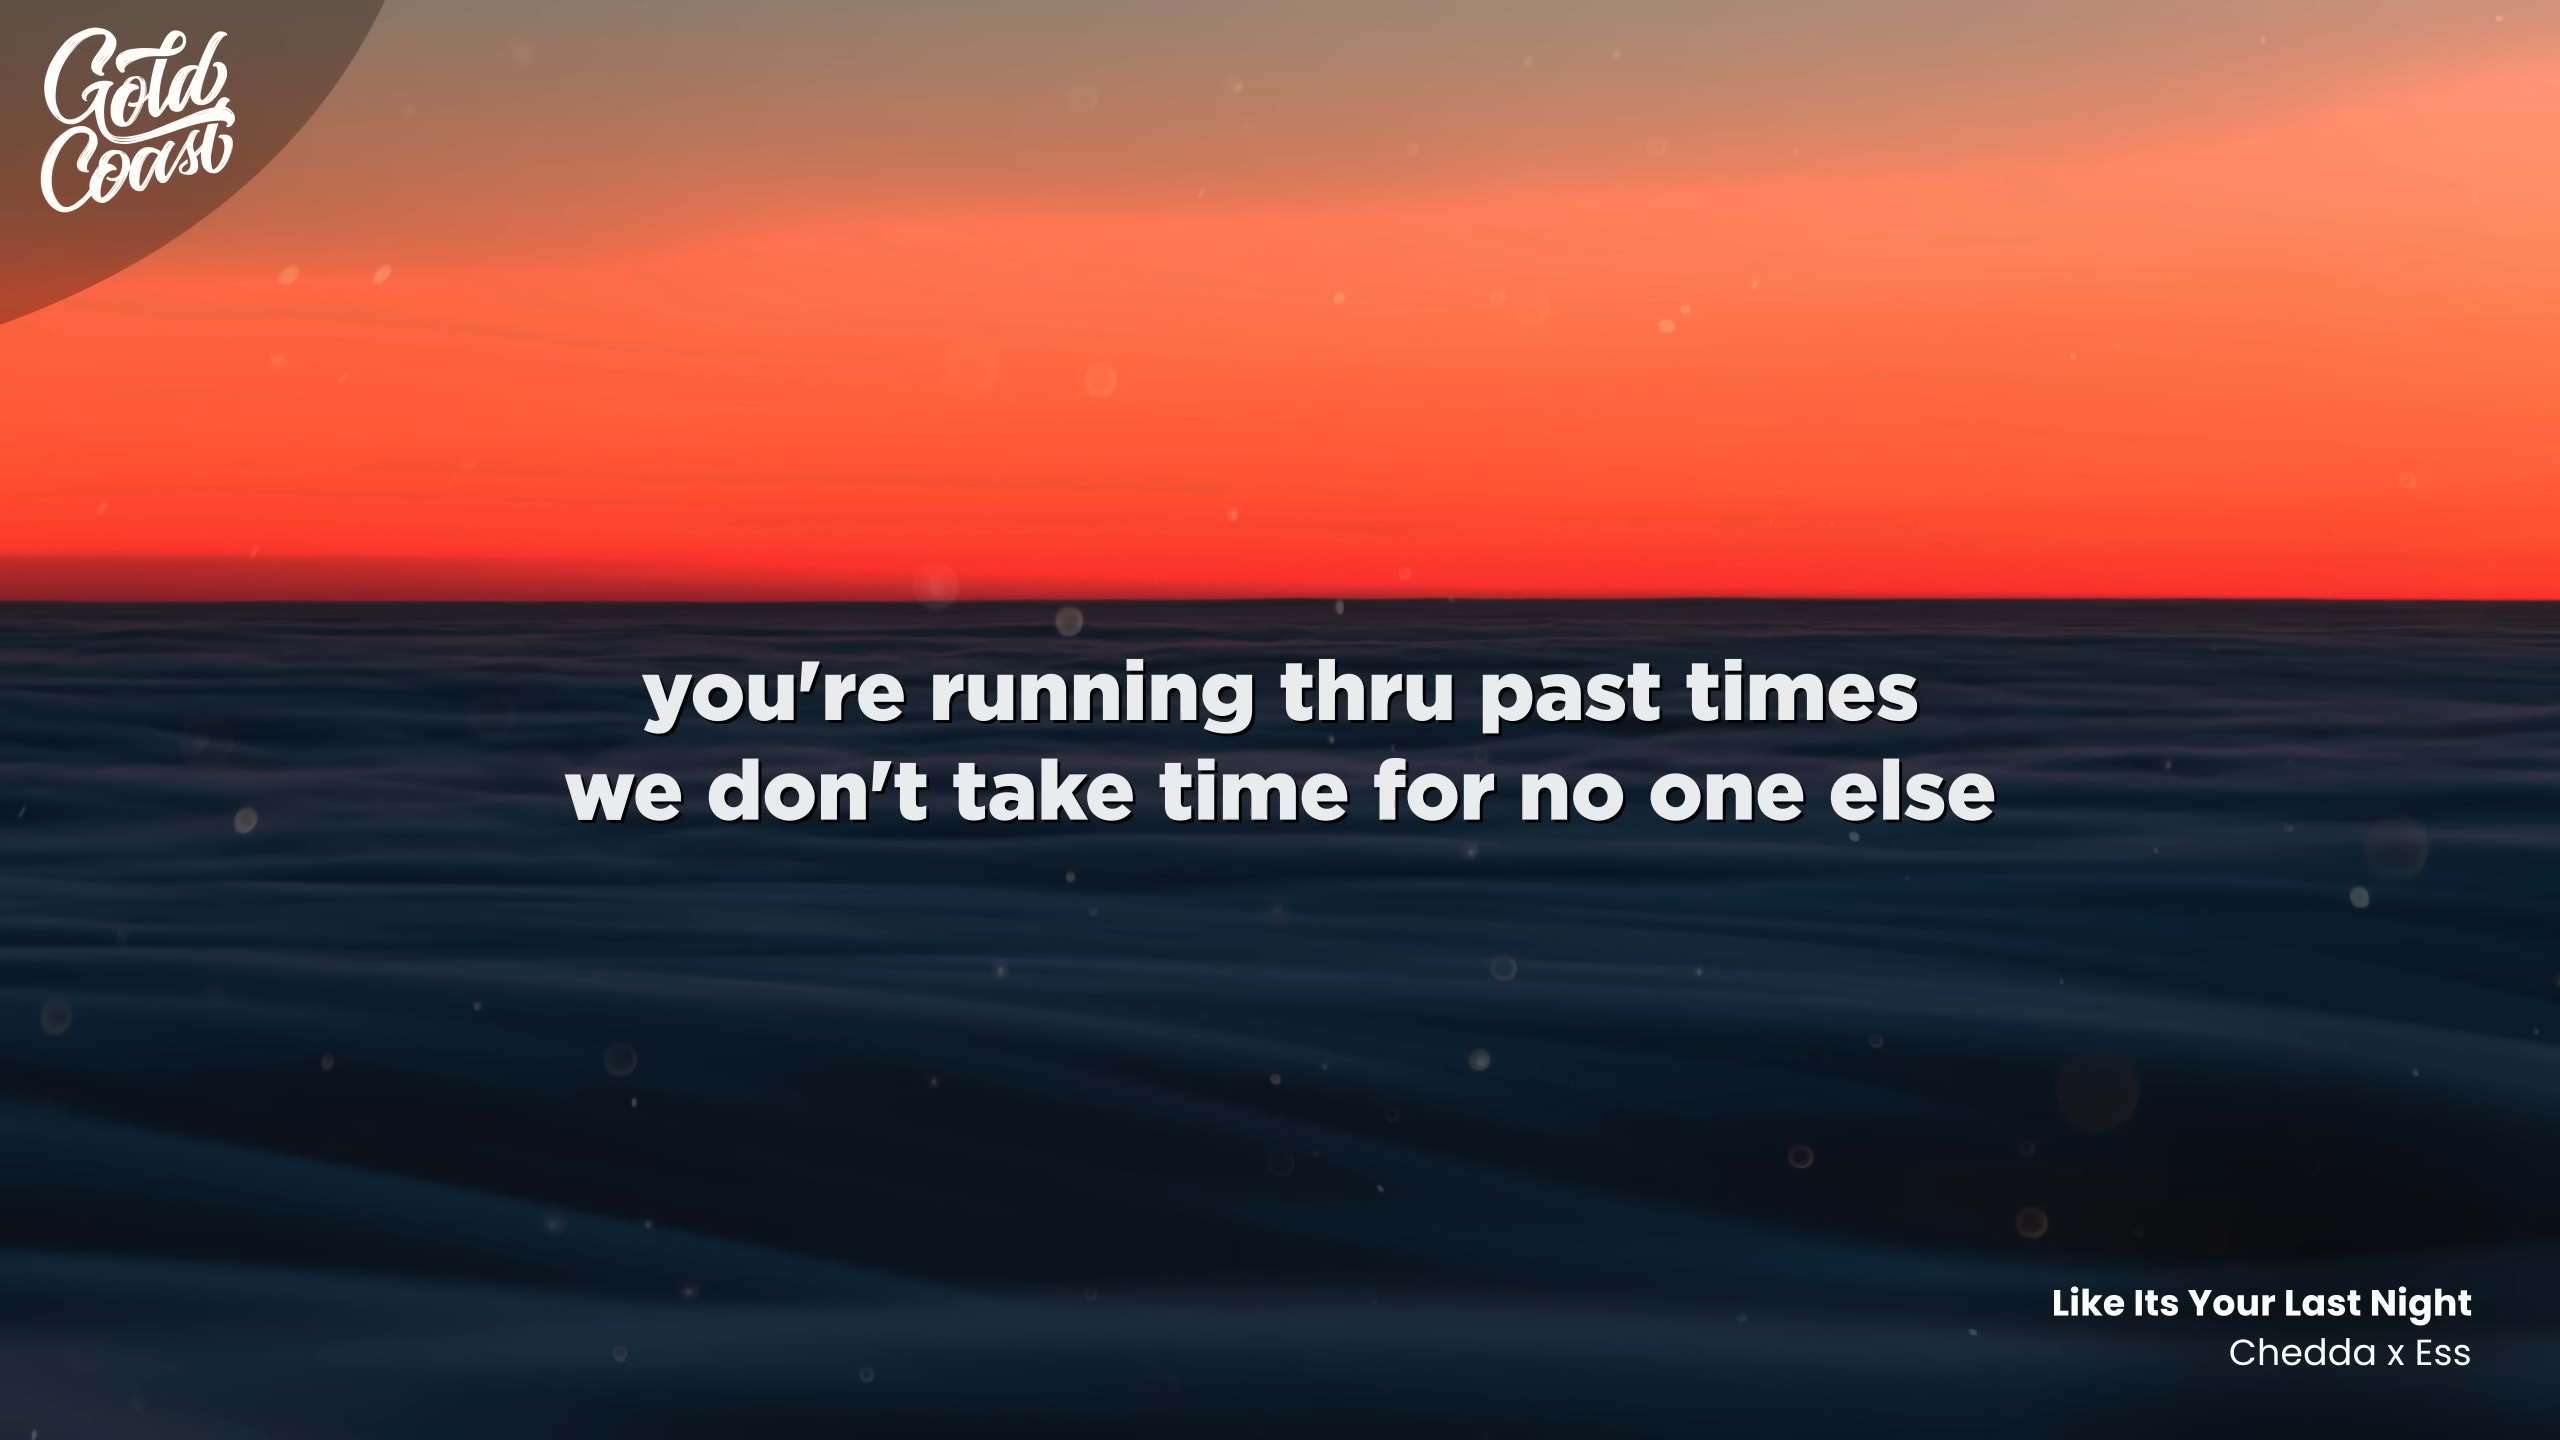 Gold
Coast
you're running thru past times
we don't take time for no one else
Like Its Your Last Night
Chedda x Ess